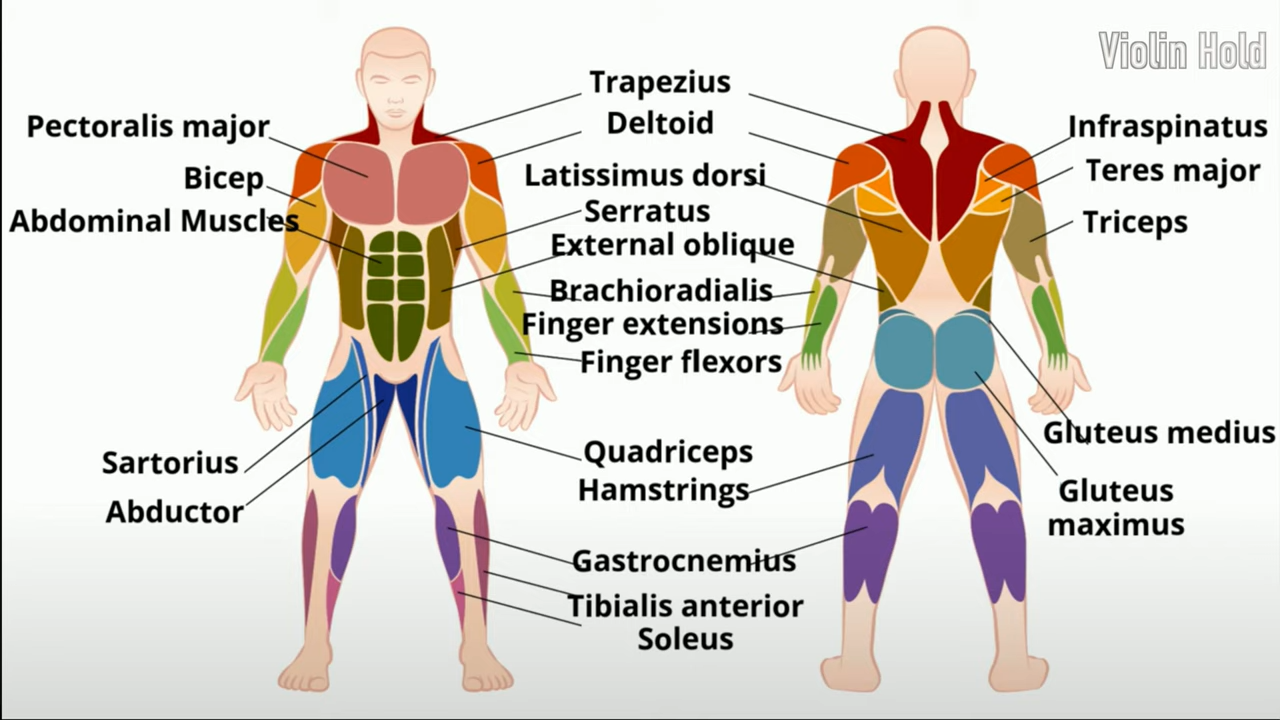 Violin Hold
Trapezius
Deltoid
Pectoralis major
Infraspinatus
Bicep
Latissimus dorsi
Teres major
Abdominal Muscles
Serratus
Triceps
External oblique
Brachioradialis
Finger extensions
Finger flexors
Gluteus medius
Sartorius
Quadriceps
Hamstrings
Gluteus
maximus
Abductor
Gastrocnemius
Tibialis anterior
Soleus